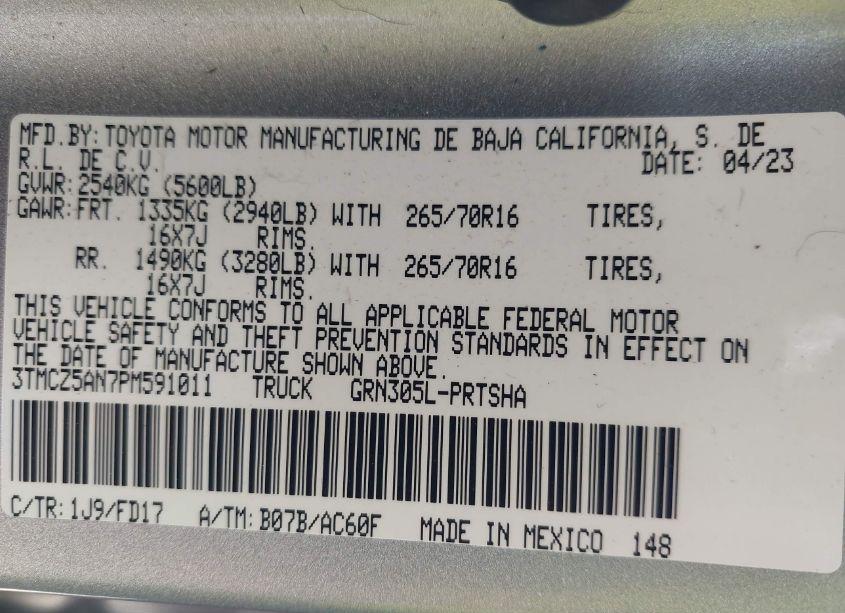 MFD.BY:TOYOTA MOTOR MANUFACTURING DE BAJA CALIFORNIA, S. DE
R.L. DE C.V. DATE: 04/23
GVWR:2540KG (5600LB)
GAWR:FRT. 1335KG (2940LB) WITH 265/70R16 TIRES,
16X7J RIMS.
RR. 1490KG (3280LB) WITH 265/70R16 TIRES,
16X7J RIMS.
THIS VEHICLE CONFORMS TO ALL APPLICABLE FEDERAL MOTOR
VEHICLE SAFETY AND THEFT PREVENTION STANDARDS IN EFFECT ON
THE DATE OF MANUFACTURE SHOWN ABOVE.
3TMCZ5AN7PM591011 TRUCK GRN305L-PRTSHA
C/TR:1J9/FD17 A/TM:B07B/AC60F MADE IN MEXICO 148